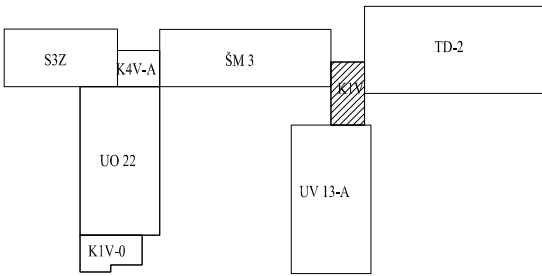 S3Z
K4V-A
ŠM 3
K1V
TD-2
UO 22
UV 13-A
K1V-0